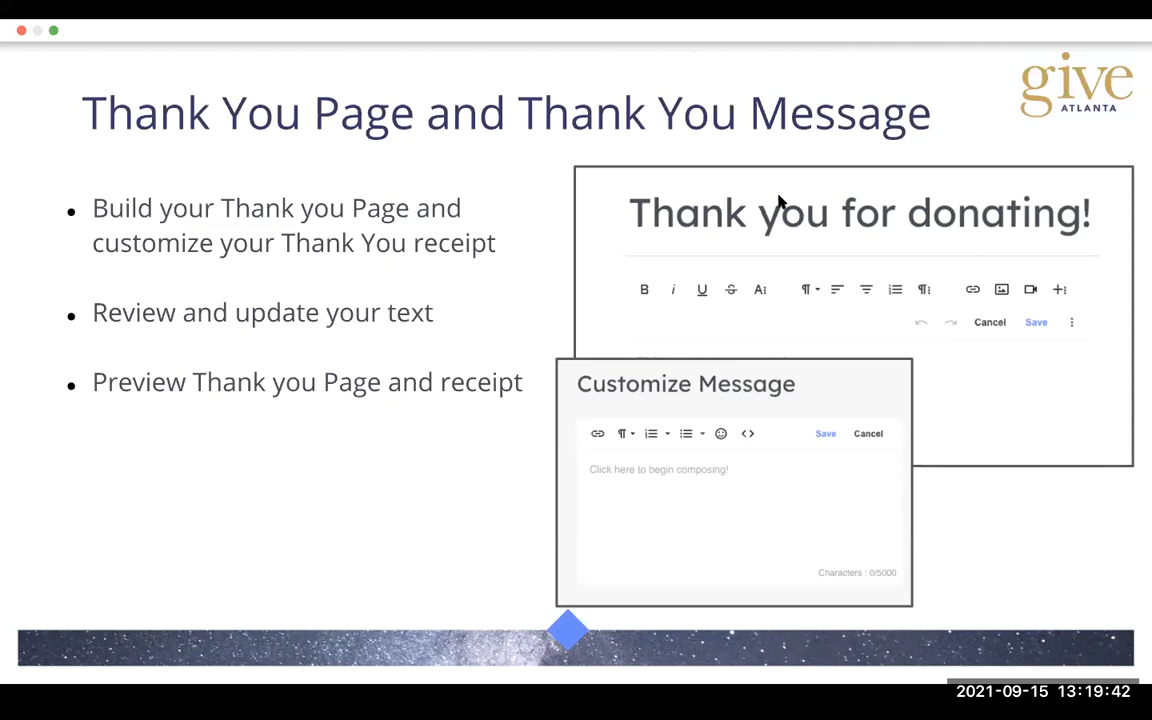 give
ATLANTA
Thank You Page and Thank You Message
Build your Thank you Page and
customize your Thank You receipt
Review and update your text
Preview Thank you Page and receipt
Thank you for donating!
B i U S A
Cancel Save
Customize Message
Save Cancel
Click here to begin composing!
Characters : 0/5000
2021-09-15 13:19:42